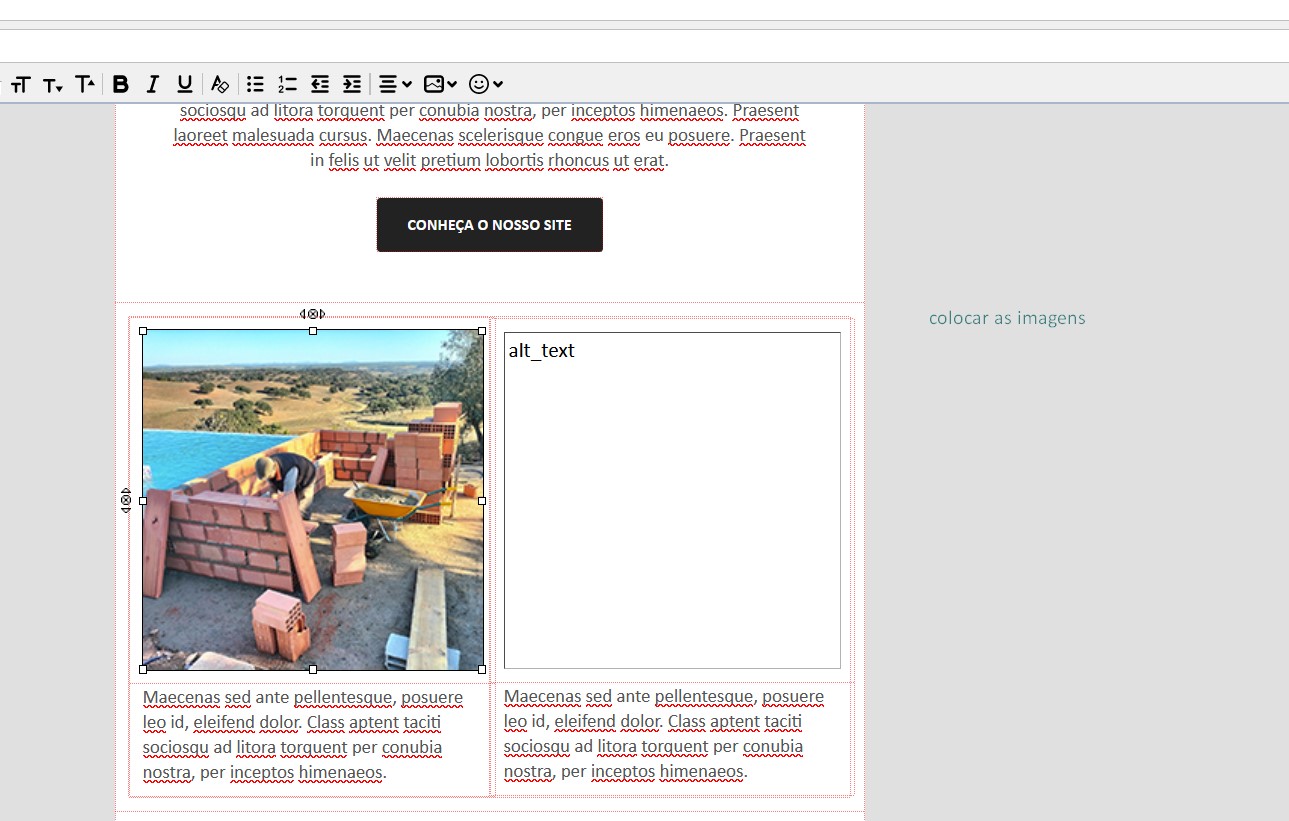 sociosqu ad litora torquent per conubia nostra, per inceptos himenaeos. Praesent
laoreet malesuada cursus. Maecenas scelerisque congue eros eu posuere. Praesent
in felis ut velit pretium lobortis rhoncus ut erat.
CONHEÇA O NOSSO SITE
colocar as imagens
alt_text
Maecenas sed ante pellentesque, posuere
leo id, eleifend dolor. Class aptent taciti
sociosqu ad litora torquent per conubia
nostra, per inceptos himenaeos.
Maecenas sed ante pellentesque, posuere
leo id, eleifend dolor. Class aptent taciti
sociosqu ad litora torquent per conubia
nostra, per inceptos himenaeos.